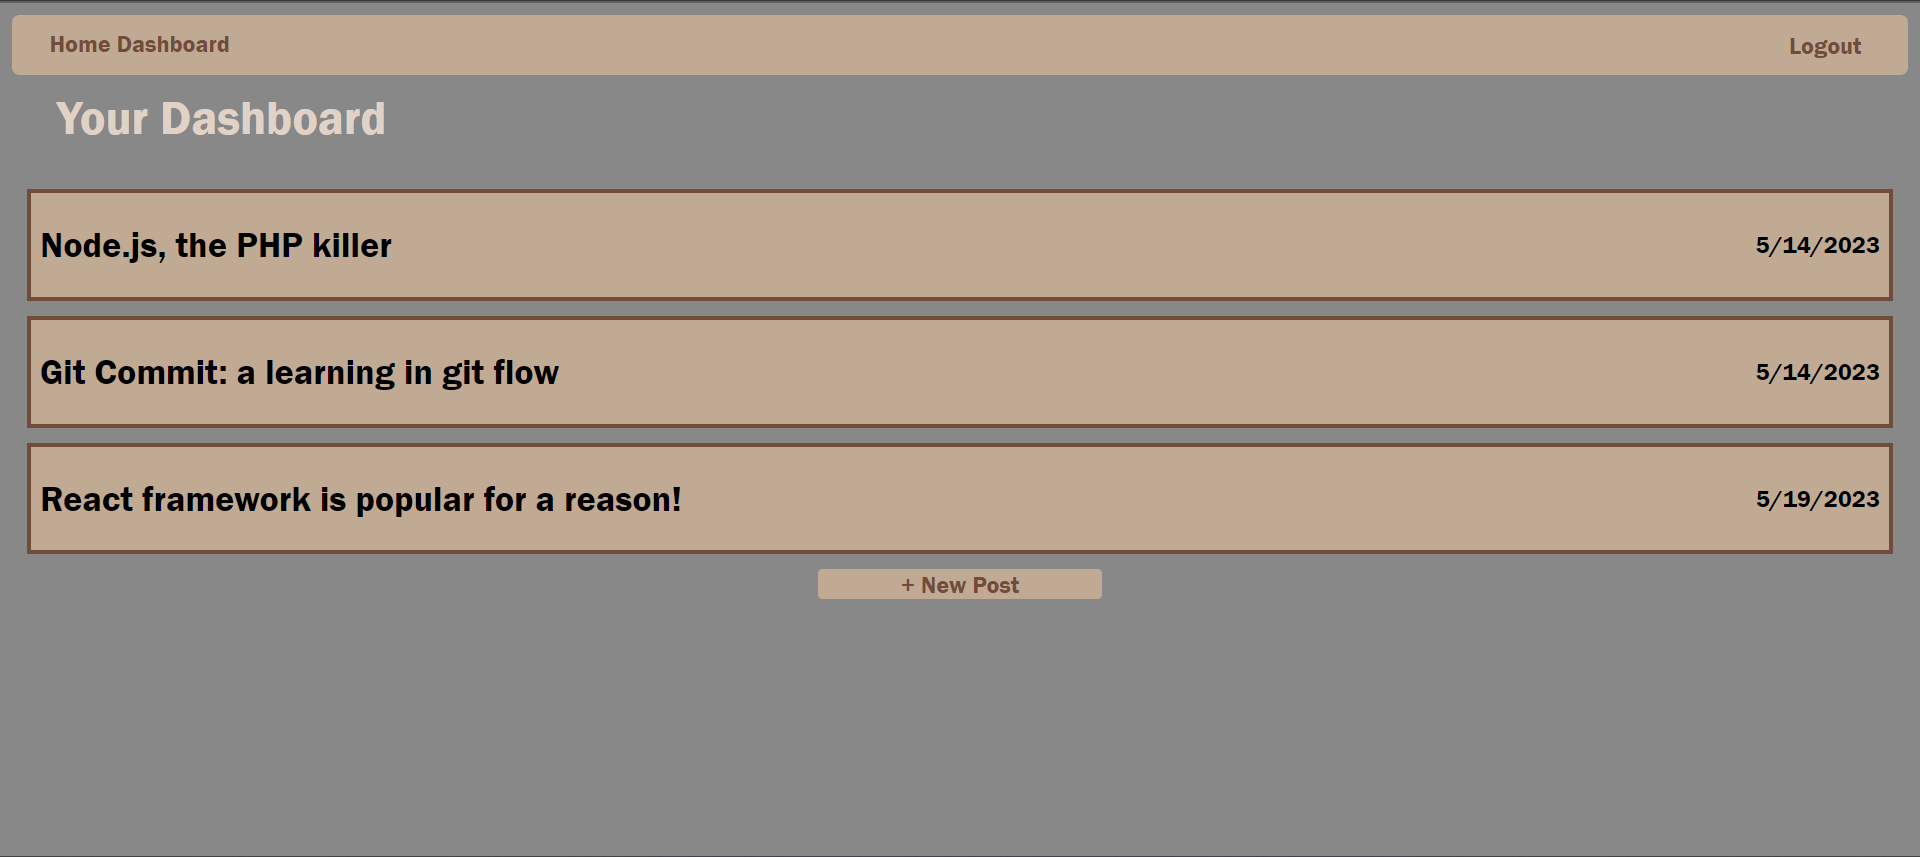 Home Dashboard Logout
Your Dashboard
Node.js, the PHP killer 5/14/2023
Git Commit: a learning in git flow 5/14/2023
React framework is popular for a reason! 5/19/2023
+ New Post